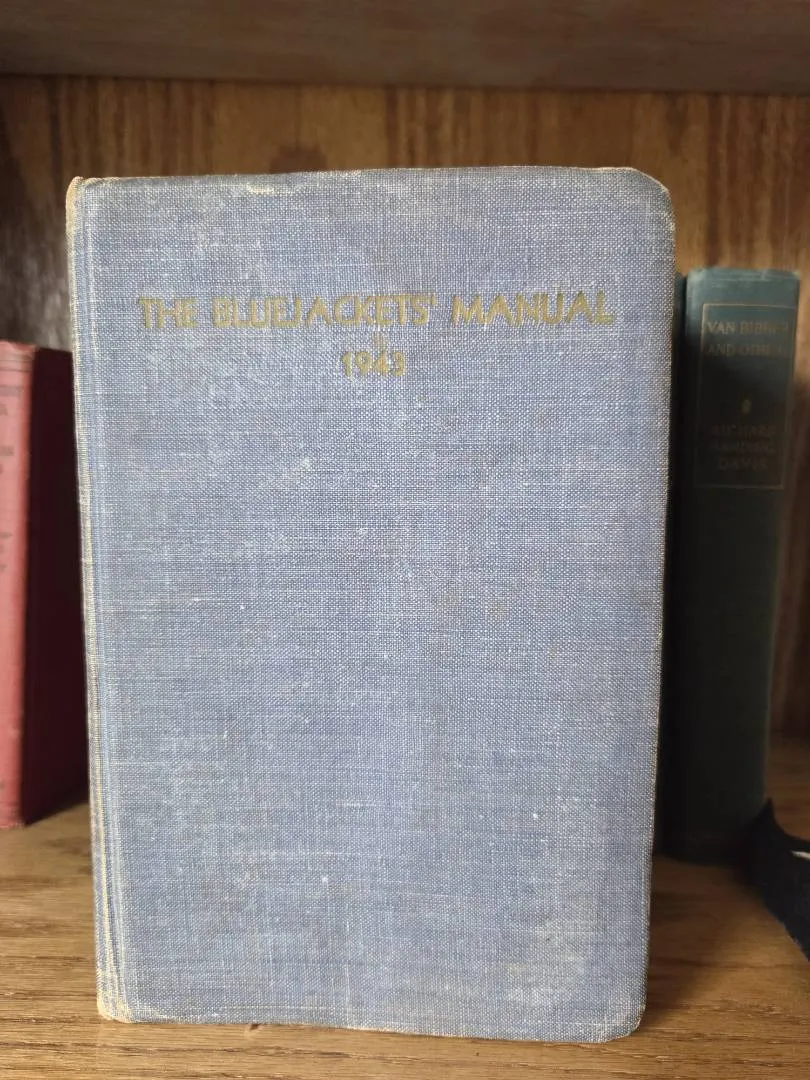 THE BLUEJACKETS' MANUAL
1943
VAN BIBBER
AND OTHERS
RICHARD
HARDING
DAVIS